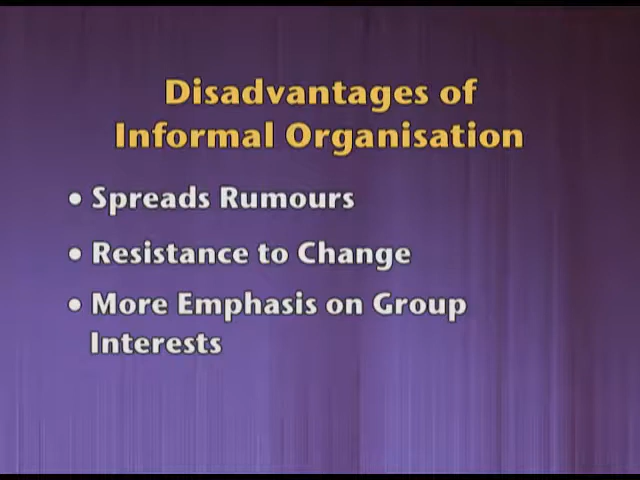 Disadvantages of
Informal Organisation
• Spreads Rumours
• Resistance to Change
• More Emphasis on Group
Interests